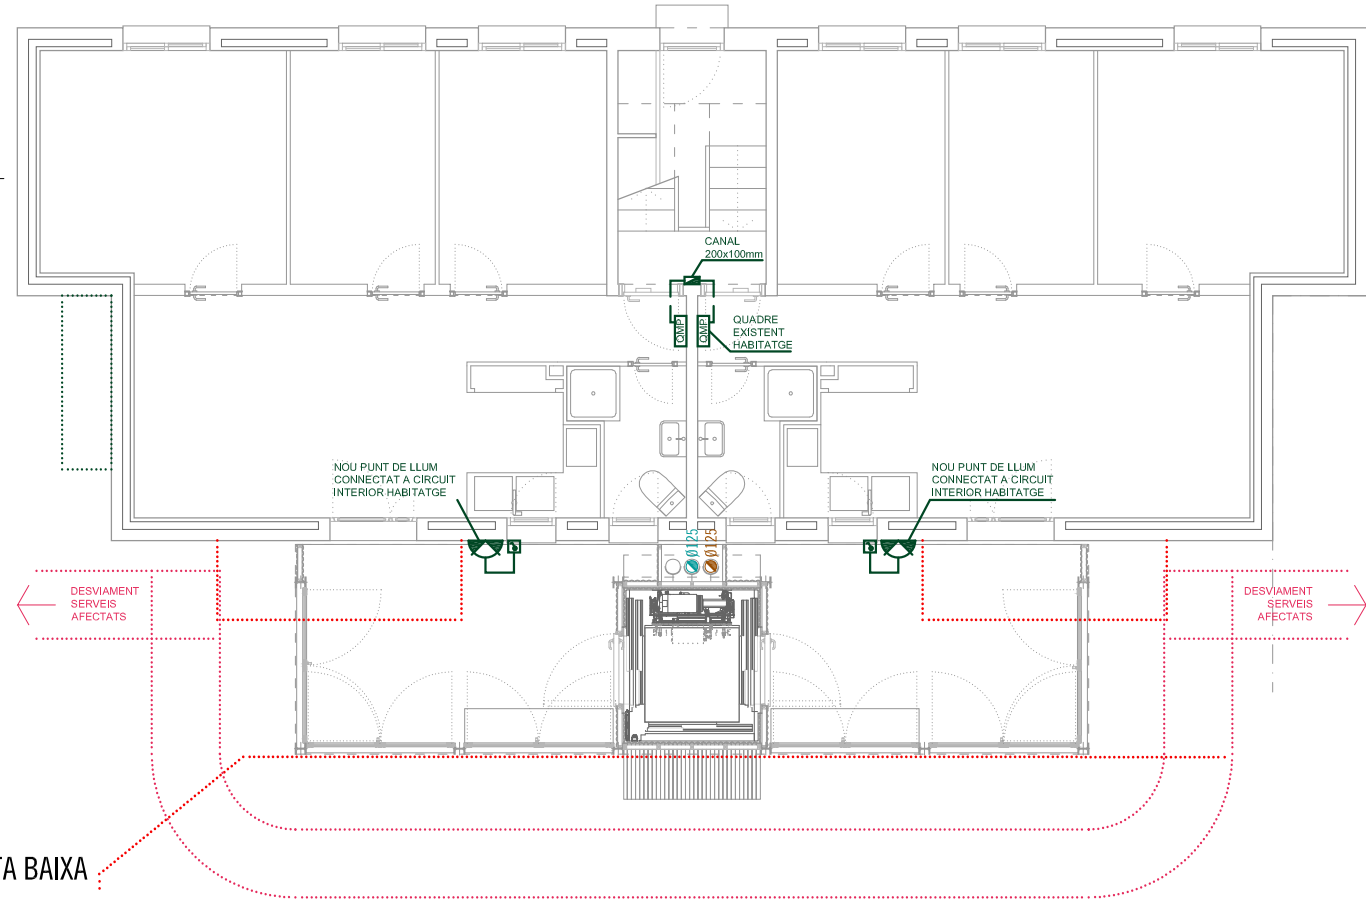 CANAL
200x100mm
QMP
QMP
QUADRE
EXISTENT
HABITATGE
NOU PUNT DE LLUM
CONNECTAT A CIRCUIT
INTERIOR HABITATGE
NOU PUNT DE LLUM
CONNECTAT A CIRCUIT
INTERIOR HABITATGE
Ø125
Ø125
DESVIAMENT
SERVEIS
AFECTATS
DESVIAMENT
SERVEIS
AFECTATS
TA BAIXA